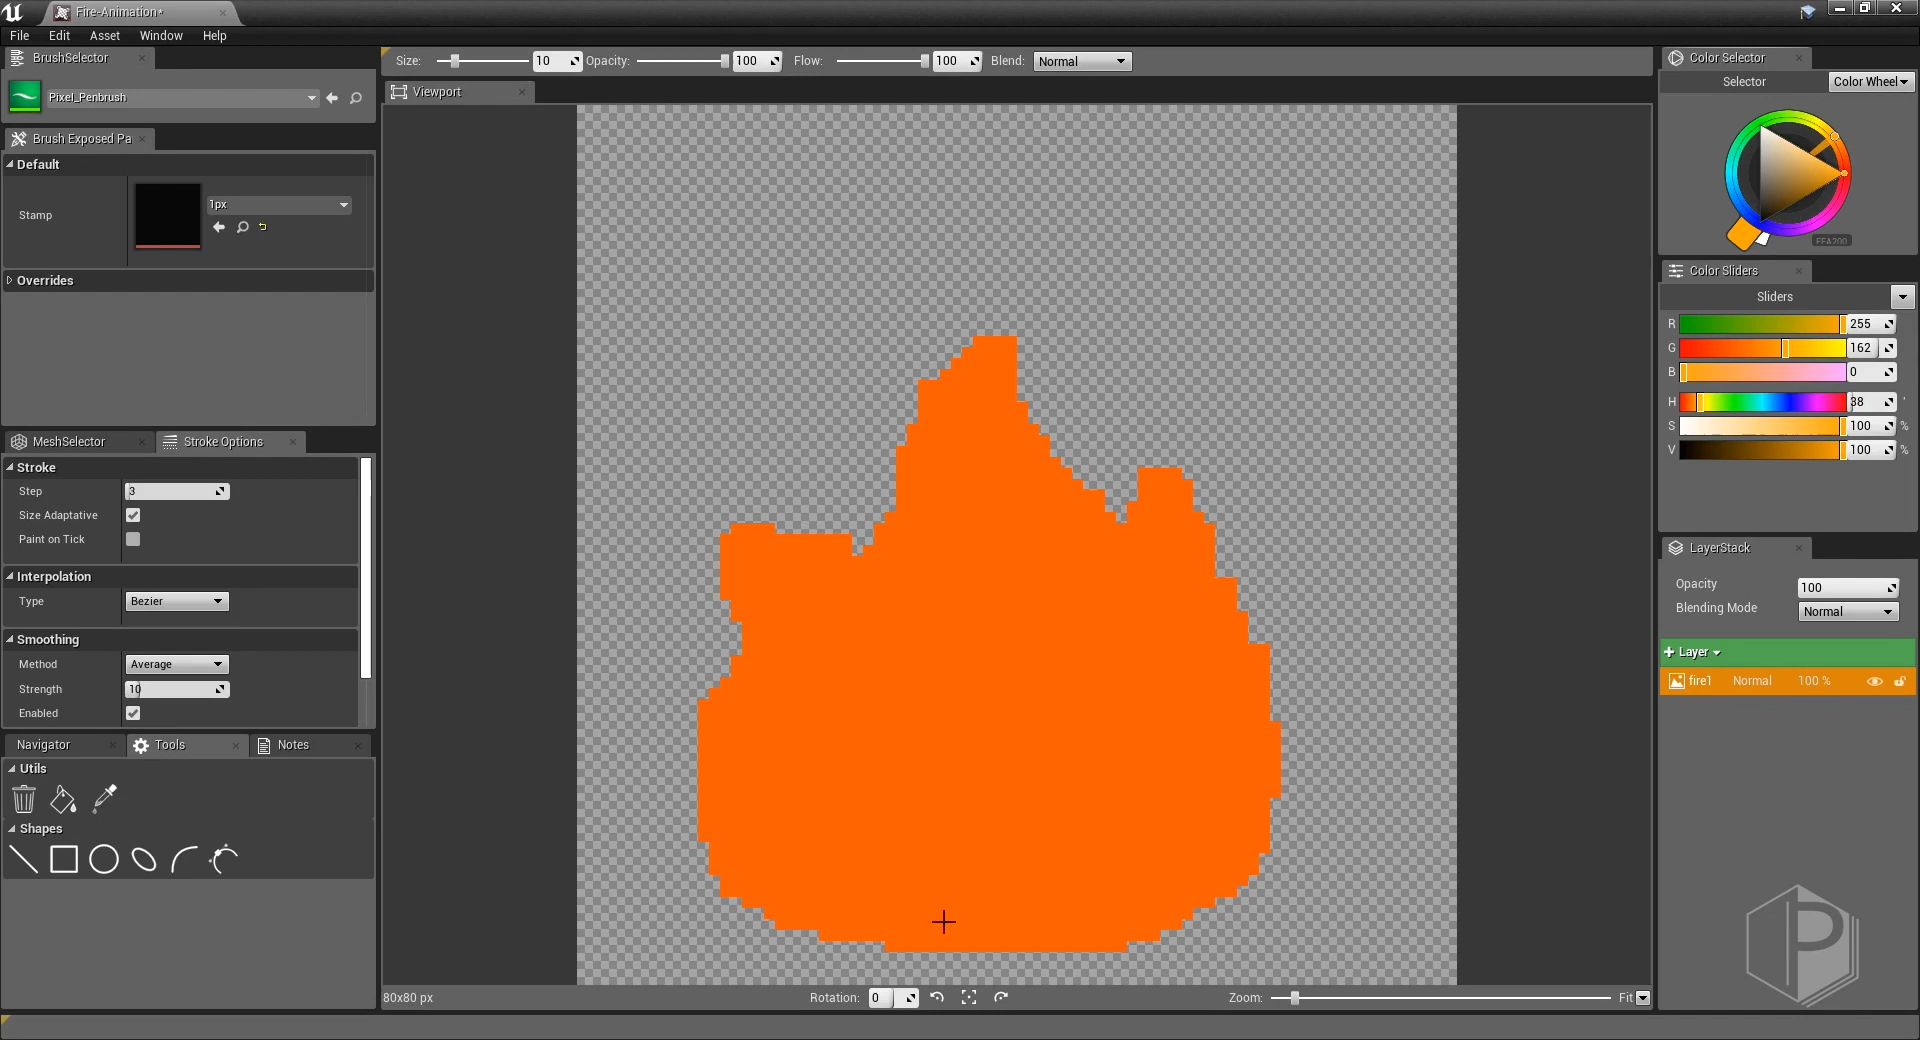 Fire-Animation*
File Edit Asset Window Help
BrushSelector
Pixel_Penbrush
Brush Exposed Pa
Default
Stamp
1px
Overrides
MeshSelector Stroke Options
Stroke
Step 3
Size Adaptative
Paint on Tick
Interpolation
Type Bezier
Smoothing
Method Average
Strength 10
Enabled
Navigator Tools Notes
Utils
Shapes
Size: 10 Opacity: 100 Flow: 100 Blend: Normal
Viewport
80x80 px Rotation: 0 Zoom: Fit
Color Selector
Selector Color Wheel
FFA200
Color Sliders
Sliders
R 255
G 162
B 0
H 38 °
S 100 %
V 100 %
LayerStack
Opacity 100
Blending Mode Normal
+ Layer
fire1 Normal 100 %
P